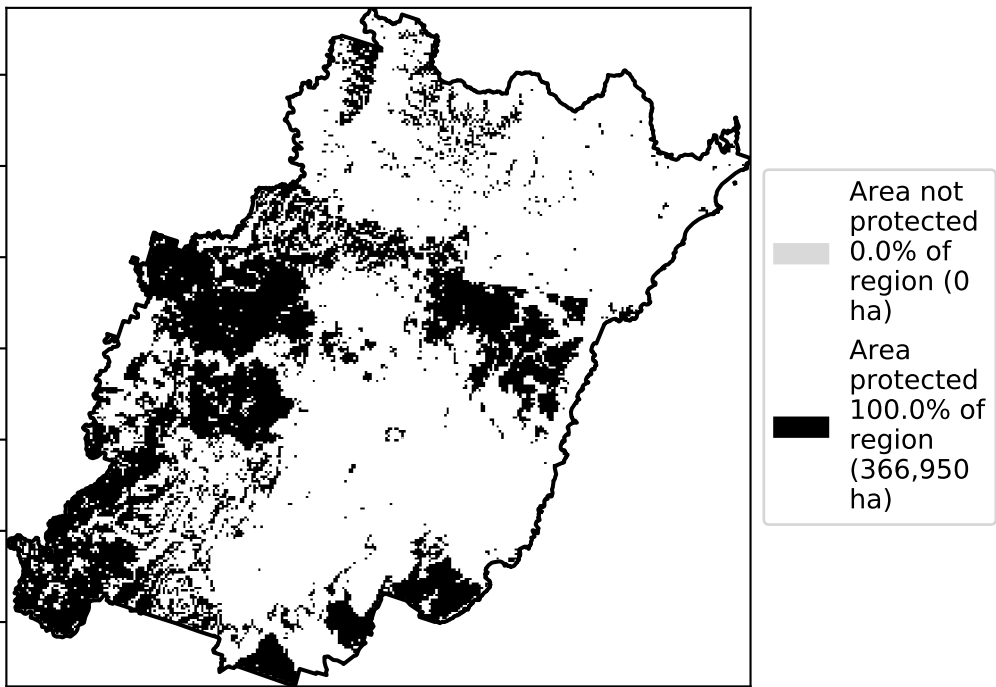 Area not
protected
0.0% of
region (0
ha)
Area
protected
100.0% of
region
(366,950
ha)